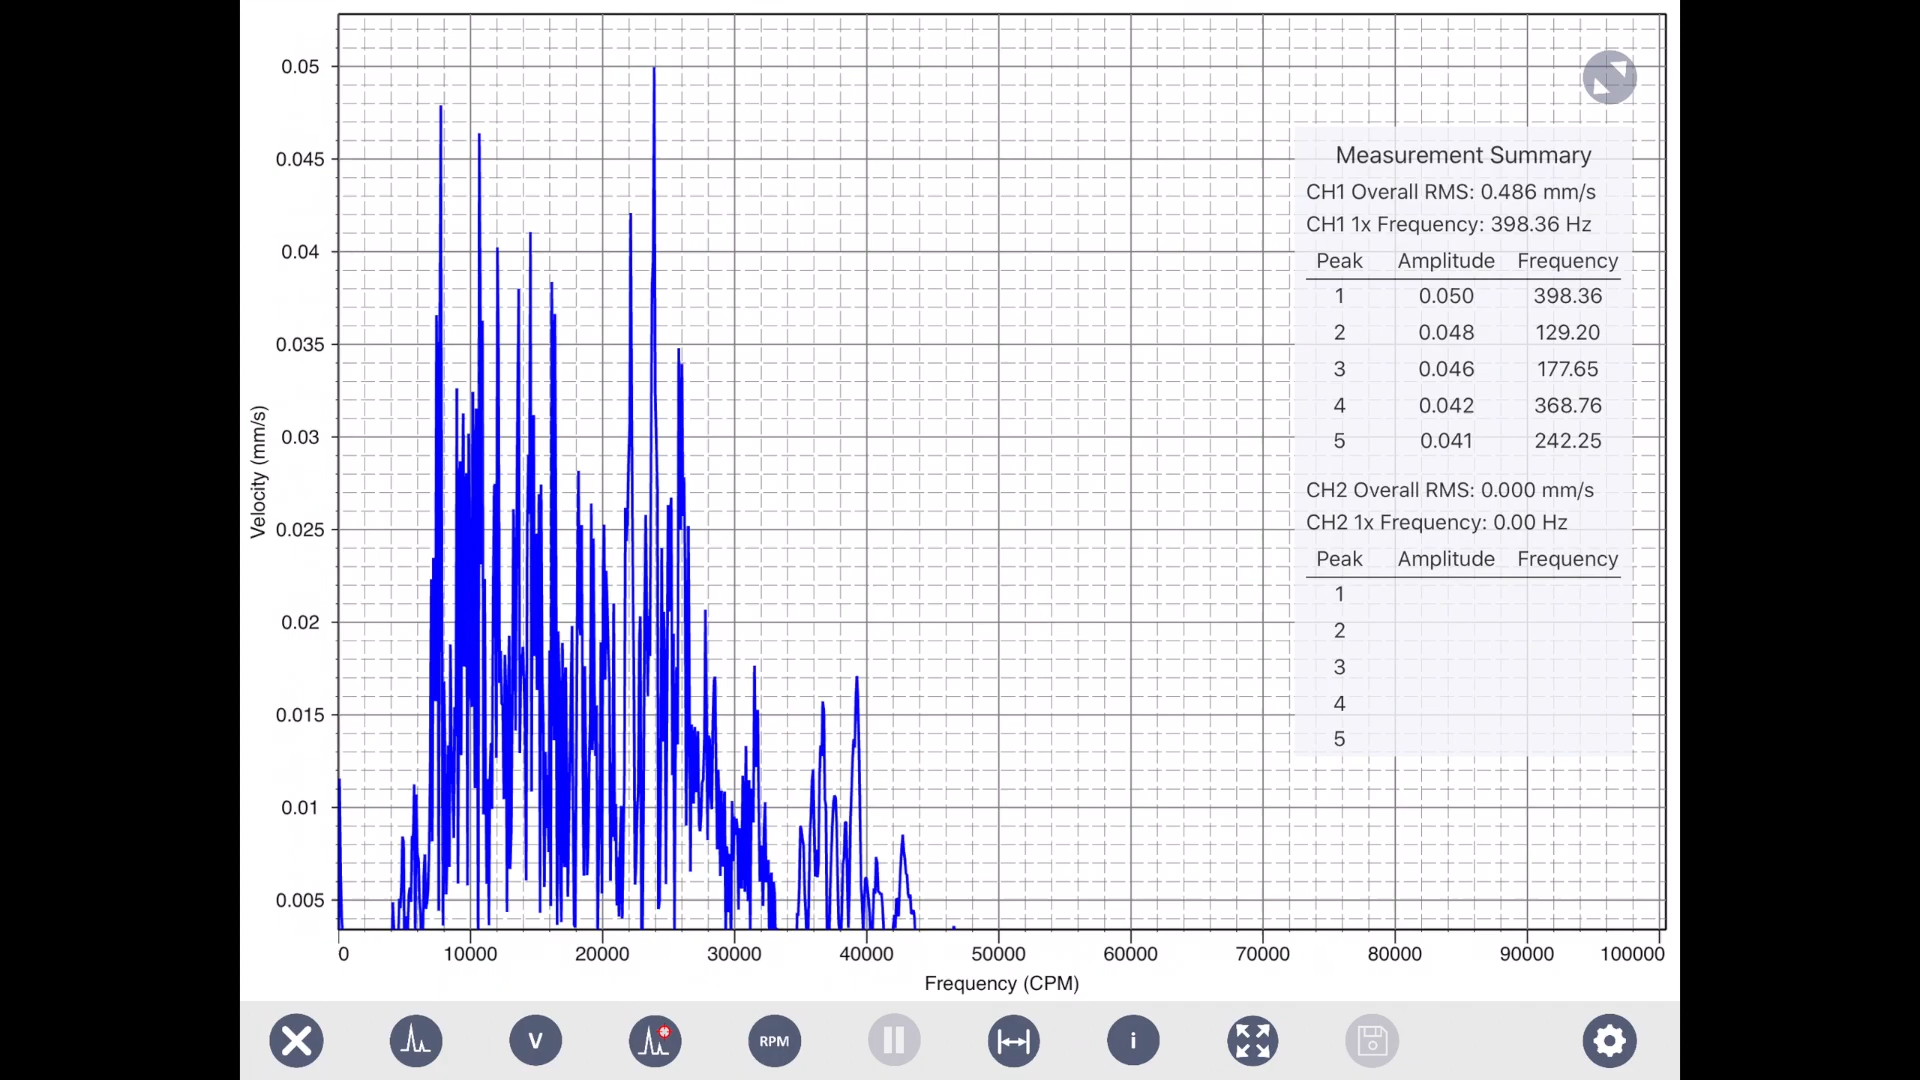 0.05
0.045
0.04
0.035
0.03
0.025
0.02
0.015
0.01
0.005
Velocity (mm/s)
0 10000 20000 30000 40000 50000 60000 70000 80000 90000 100000
Frequency (CPM)
Measurement Summary
CH1 Overall RMS: 0.486 mm/s
CH1 1x Frequency: 398.36 Hz
Peak Amplitude Frequency
1 0.050 398.36
2 0.048 129.20
3 0.046 177.65
4 0.042 368.76
5 0.041 242.25
CH2 Overall RMS: 0.000 mm/s
CH2 1x Frequency: 0.00 Hz
Peak Amplitude Frequency
1
2
3
4
5
V RPM i